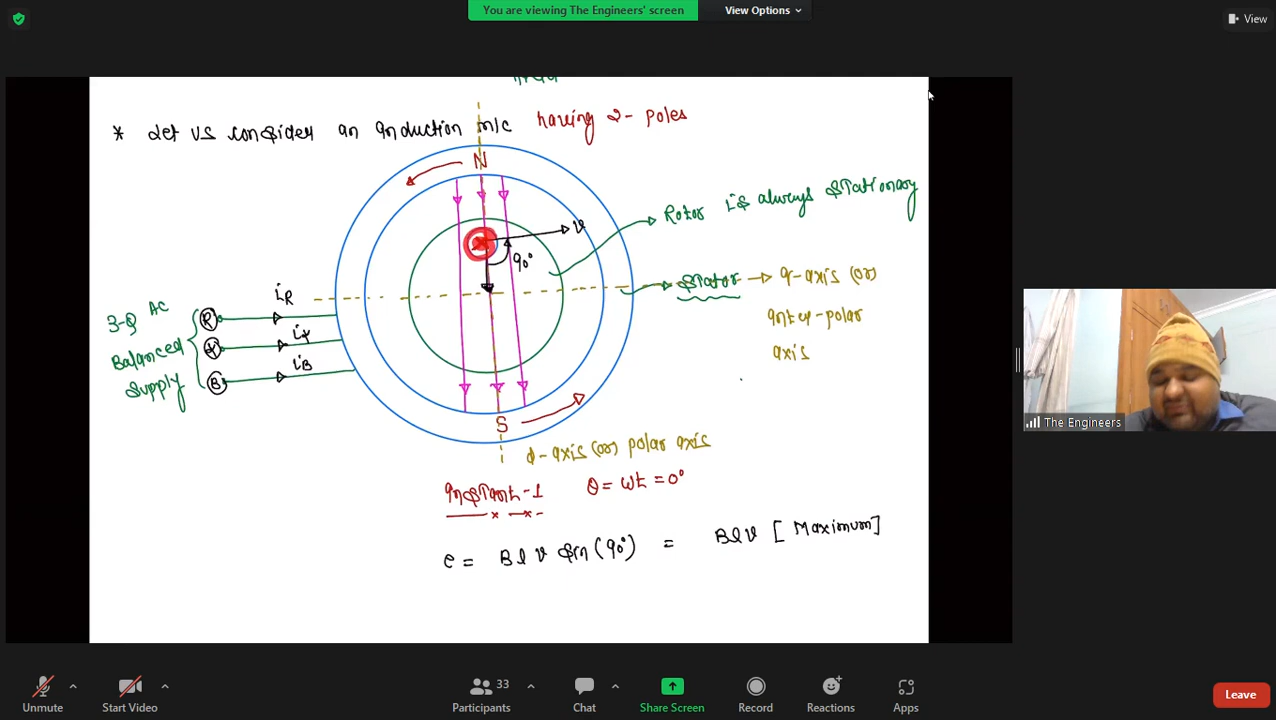 You are viewing The Engineers' screen
View Options
View
* Let us consider an Induction m/c having 2-poles
N
Rotor is always stationary
v
90°
Stator
q-axis (or)
inter-polar
axis
iR
3-Φ AC
Balanced
Supply
R
Y
iY
B
iB
The Engineers
S
d-axis (or) polar axis
Instant-1 θ = ωt = 0°
e = Blv sin(90°) = Blv [Maximum]
Unmute
Start Video
33
Participants
Chat
Share Screen
Record
Reactions
Apps
Leave